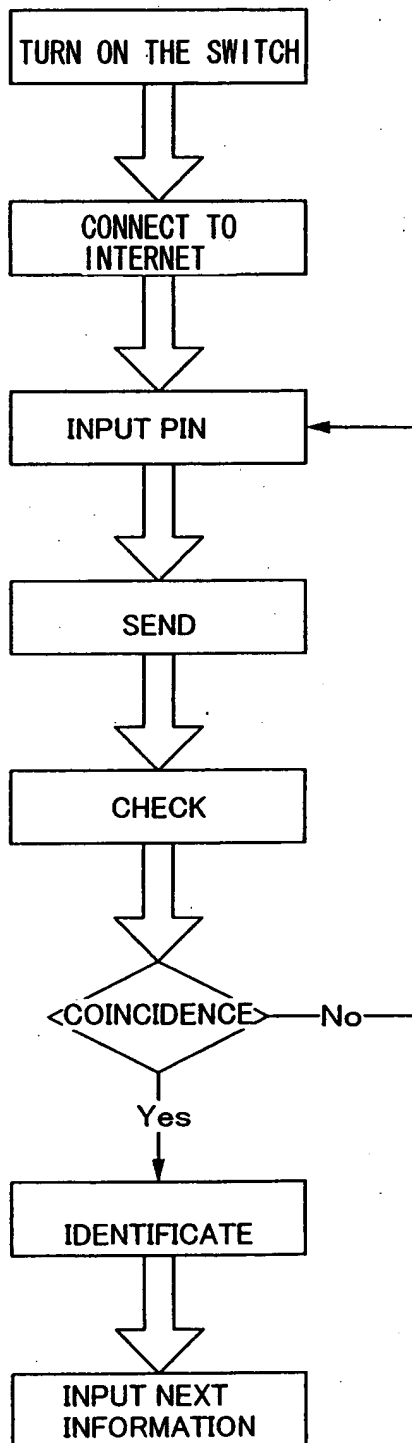 TURN ON THE SWITCH
CONNECT TO
INTERNET
INPUT PIN
SEND
CHECK
COINCIDENCE
No
Yes
IDENTIFICATE
INPUT NEXT
INFORMATION